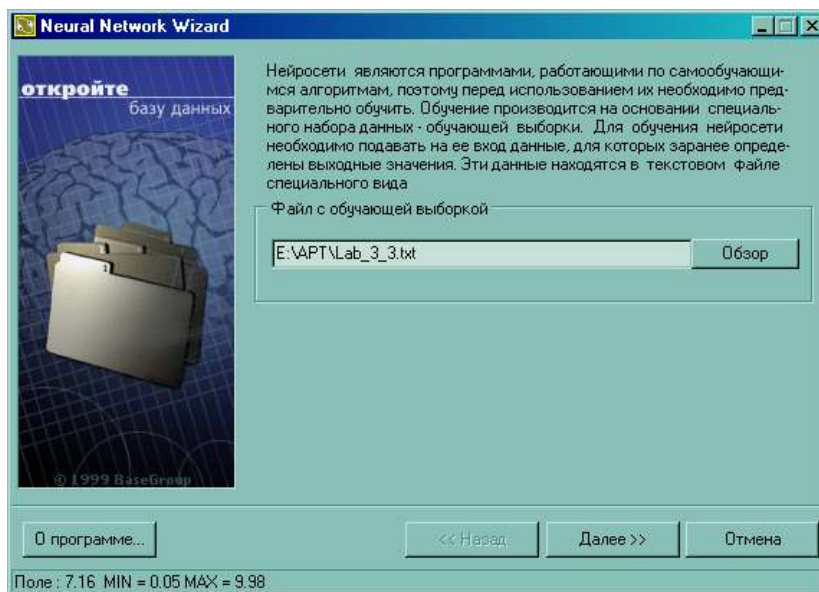 Neural Network Wizard
откройте
базу данных
Нейросети являются программами, работающими по самообучающи-
мся алгоритмам, поэтому перед использованием их необходимо пред-
варительно обучить. Обучение производится на основании специаль-
ного набора данных - обучающей выборки. Для обучения нейросети
необходимо подавать на ее вход данные, для которых заранее опреде-
лены выходные значения. Эти данные находятся в текстовом файле
специального вида
Файл с обучающей выборкой
E:\APT\Lab_3_3.txt
Обзор
© 1999 BaseGroup
О программе...
<< Назад
Далее >>
Отмена
Поле : 7.16 MIN = 0.05 MAX = 9.98